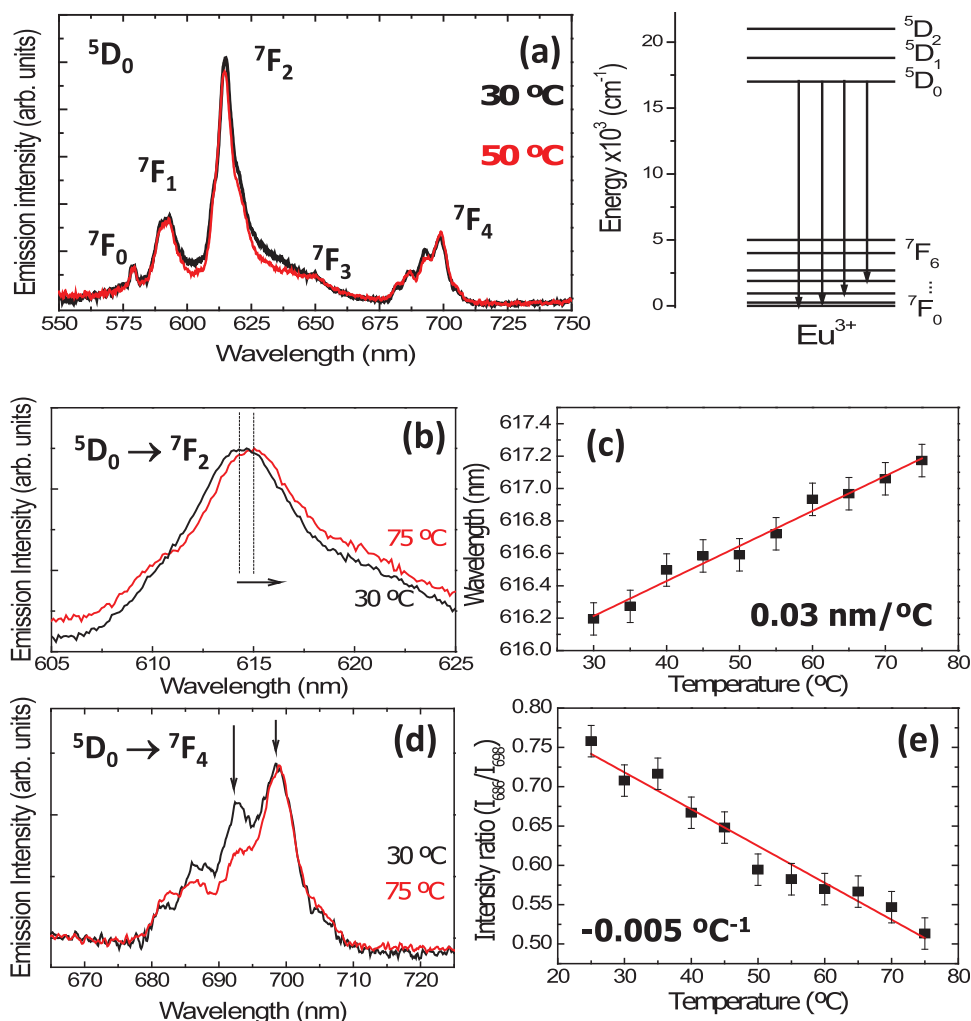 (a)
⁵D₀
⁷F₂
30 ºC
50 ºC
⁷F₁
⁷F₀
⁷F₃
⁷F₄
Emission intensity (arb. units)
550 575 600 625 650 675 700 725 750
Wavelength (nm)
Energy x10³ (cm⁻¹)
20
15
10
5
0
⁵D₂
⁵D₁
⁵D₀
⁷F₆
...
⁷F₀
Eu³⁺
(b)
⁵D₀ → ⁷F₂
75 ºC
30 ºC
Emission Intensity (arb. units)
605 610 615 620 625
Wavelength (nm)
(c)
Wavelength (nm)
617.4
617.2
617.0
616.8
616.6
616.4
616.2
616.0
0.03 nm/ºC
30 40 50 60 70 80
Temperature (ºC)
(d)
⁵D₀ → ⁷F₄
30 ºC
75 ºC
Emission Intensity (arb. units)
670 680 690 700 710 720
Wavelength (nm)
(e)
Intensity ratio (I₆₈₆/I₆₉₈)
0.80
0.75
0.70
0.65
0.60
0.55
0.50
-0.005 ºC⁻¹
20 30 40 50 60 70 80
Temperature (ºC)